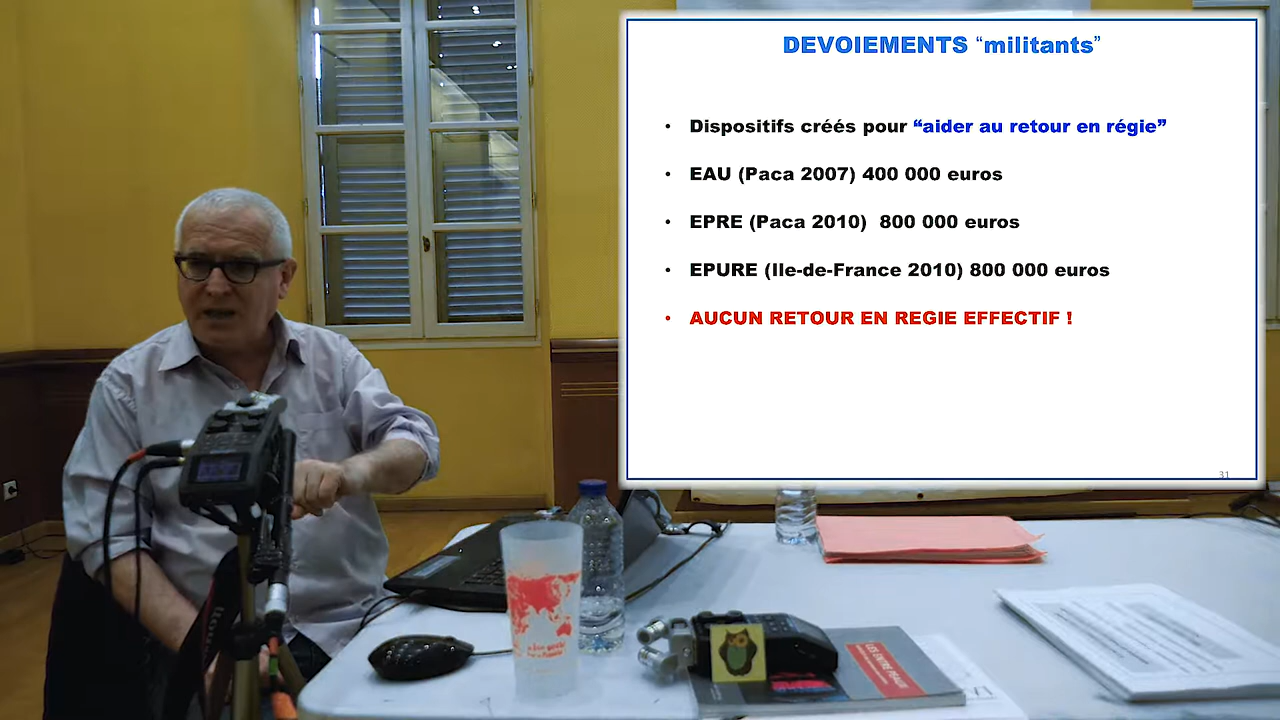 DEVOIEMENTS “militants”
• Dispositifs créés pour “aider au retour en régie”
• EAU (Paca 2007) 400 000 euros
• EPRE (Paca 2010)  800 000 euros
• EPURE (Ile-de-France 2010) 800 000 euros
• AUCUN RETOUR EN REGIE EFFECTIF !
31